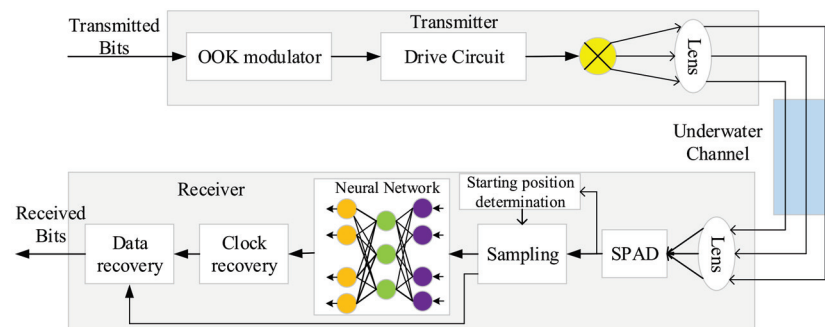 Transmitted
Bits
Transmitter
OOK modulator
Drive Circuit
Lens
Underwater
Channel
Receiver
Neural Network
Starting position
determination
Received
Bits
Data
recovery
Clock
recovery
Sampling
SPAD
Lens